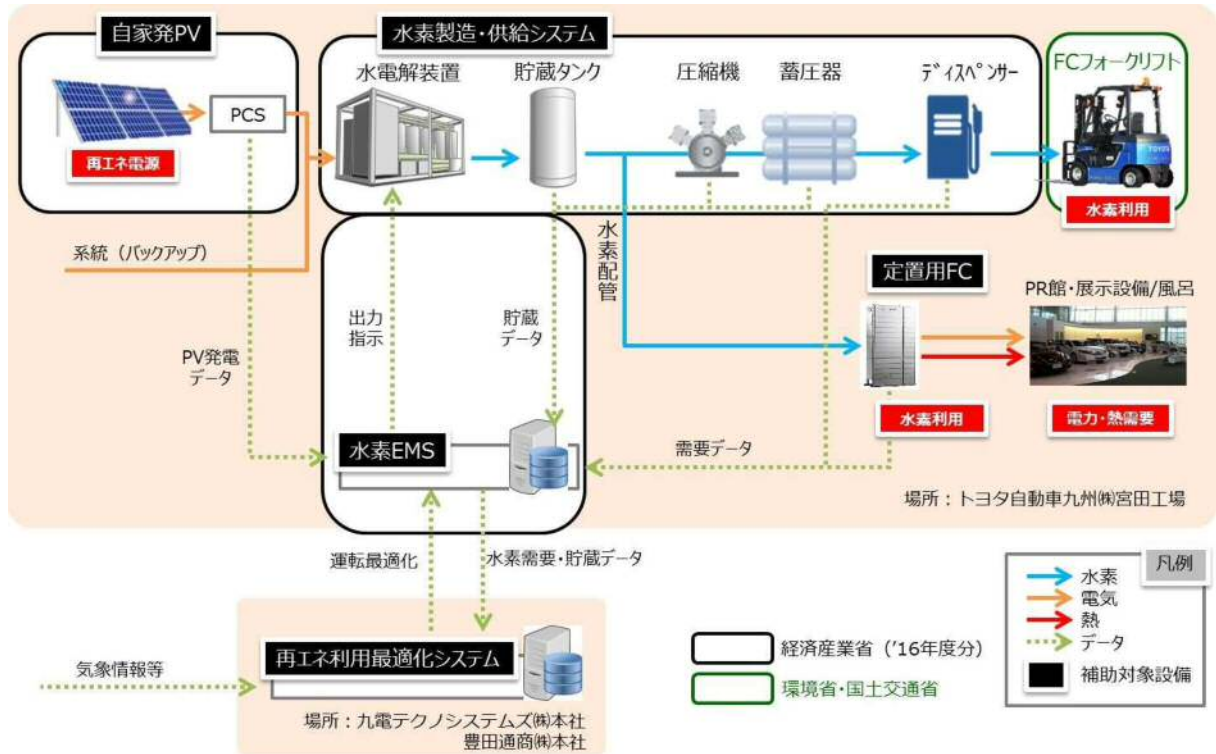 自家発PV
水素製造・供給システム
水電解装置
貯蔵タンク
圧縮機
蓄圧器
ディスペンサー
FCフォークリフト
PCS
再エネ電源
TOYOTA
水素利用
系統（バックアップ）
水素配管
定置用FC
PR館・展示設備/風呂
出力
指示
貯蔵
データ
PV発電
データ
水素利用
電力・熱需要
水素EMS
需要データ
場所：トヨタ自動車九州㈱宮田工場
運転最適化
水素需要・貯蔵データ
凡例
水素
電気
熱
データ
補助対象設備
再エネ利用最適化システム
気象情報等
経済産業省（'16年度分）
環境省・国土交通省
場所：九電テクノシステムズ㈱本社
豊田通商㈱本社